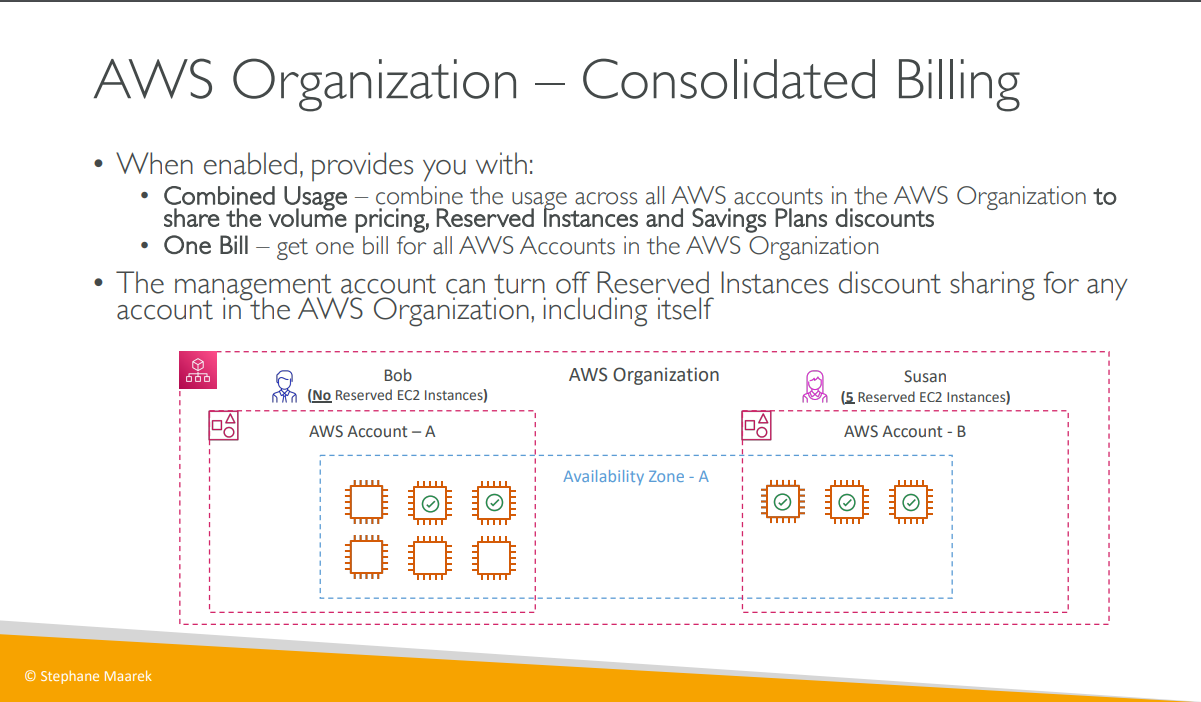 AWS Organization – Consolidated Billing
• When enabled, provides you with:
• Combined Usage – combine the usage across all AWS accounts in the AWS Organization to
share the volume pricing, Reserved Instances and Savings Plans discounts
• One Bill – get one bill for all AWS Accounts in the AWS Organization
• The management account can turn off Reserved Instances discount sharing for any
account in the AWS Organization, including itself
AWS Organization
Bob
(No Reserved EC2 Instances)
Susan
(5 Reserved EC2 Instances)
AWS Account – A
AWS Account - B
Availability Zone - A
© Stephane Maarek